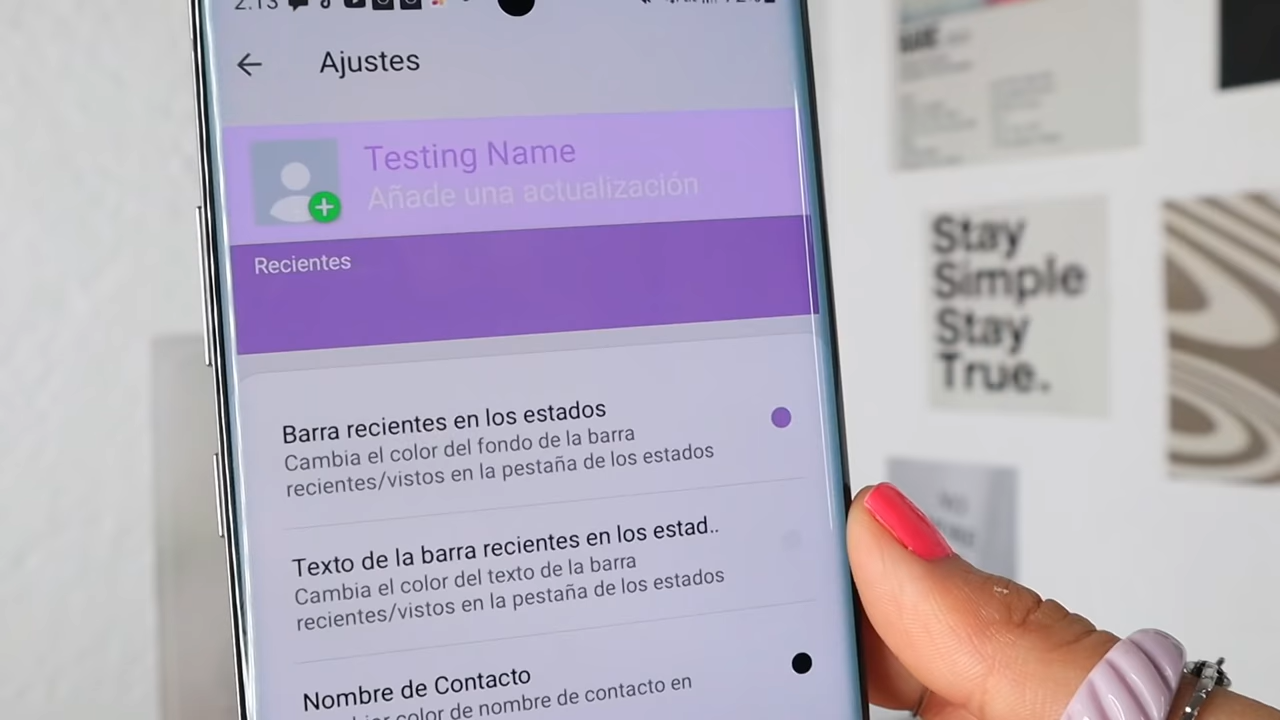 2:13
Ajustes
Testing Name
Añade una actualización
Recientes
Barra recientes en los estados
Cambia el color del fondo de la barra
recientes/vistos en la pestaña de los estados
Texto de la barra recientes en los estad..
Cambia el color del texto de la barra
recientes/vistos en la pestaña de los estados
Nombre de Contacto
color de nombre de contacto en
WE
Stay
Simple
Stay
True.